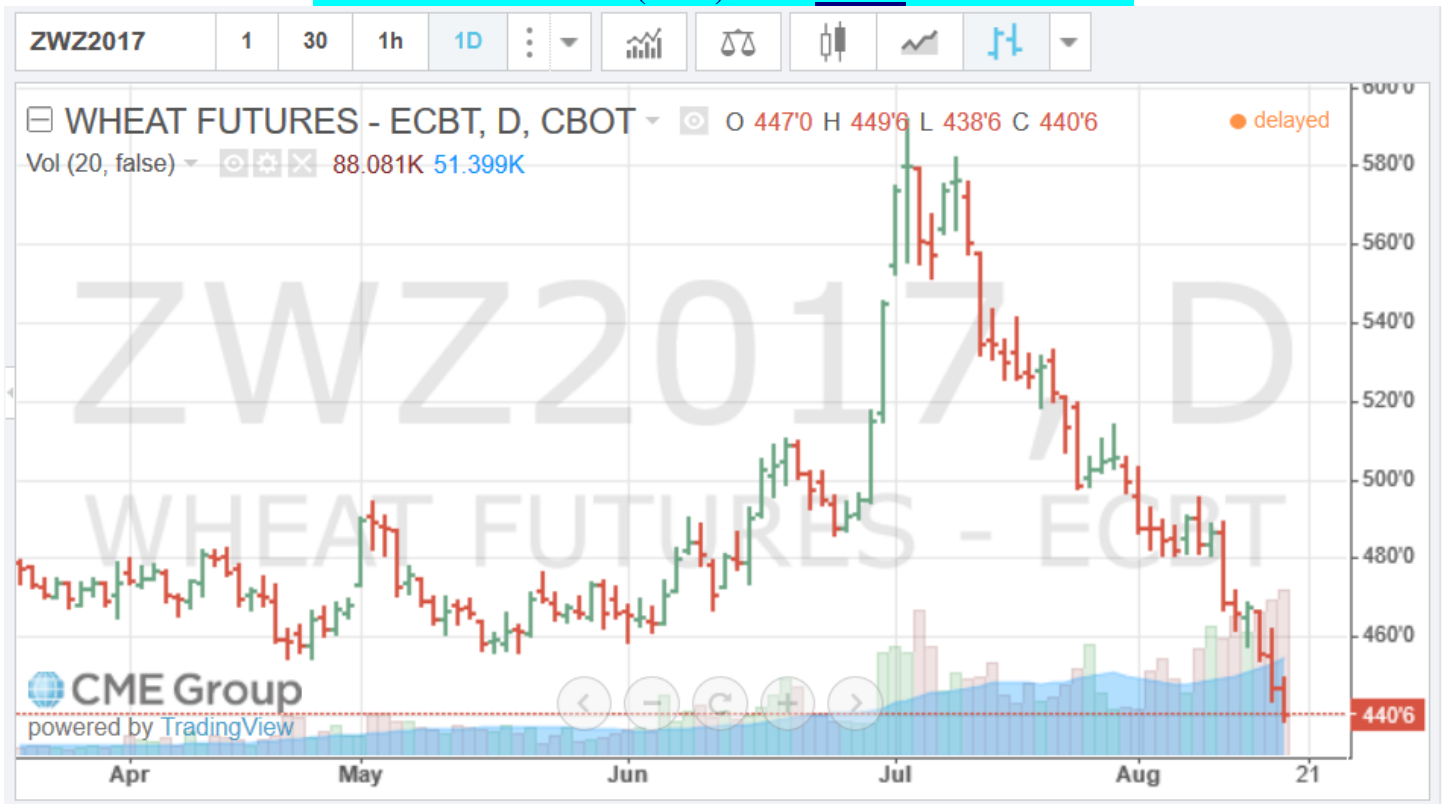 ZWZ2017 1 30 1h 1D
WHEAT FUTURES - ECBT, D, CBOT O 447'0 H 449'6 L 438'6 C 440'6 delayed
Vol (20, false) 88.081K 51.399K
600'0
580'0
560'0
540'0
520'0
500'0
480'0
460'0
440'6
ZWZ2017, D
WHEAT FUTURES - ECBT
CME Group
powered by TradingView
Apr May Jun Jul Aug 21